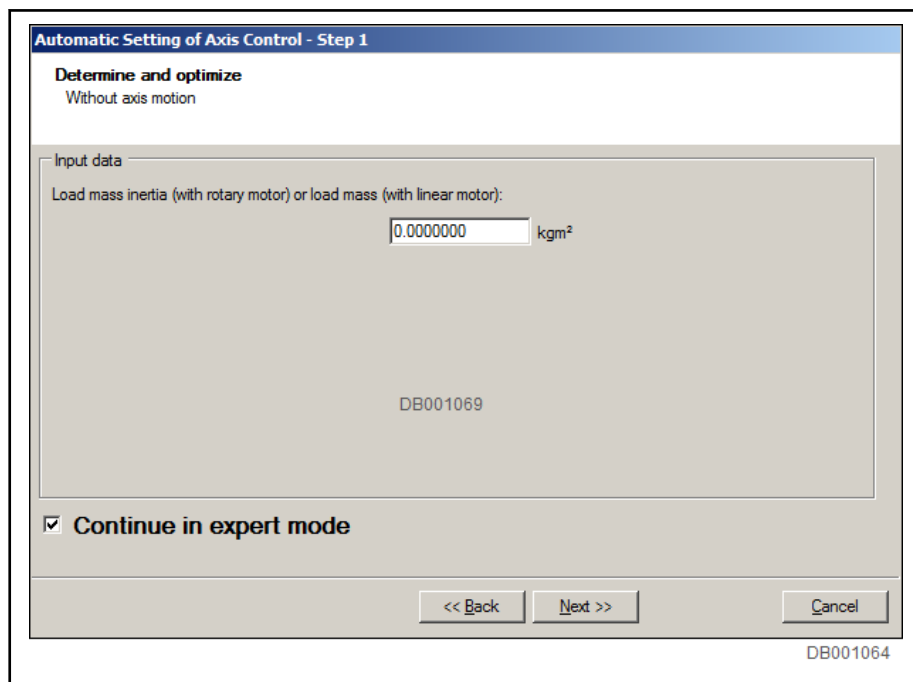 Automatic Setting of Axis Control - Step 1
Determine and optimize
Without axis motion
Input data
Load mass inertia (with rotary motor) or load mass (with linear motor):
0.0000000 kgm²
DB001069
Continue in expert mode
<< Back Next >> Cancel
DB001064